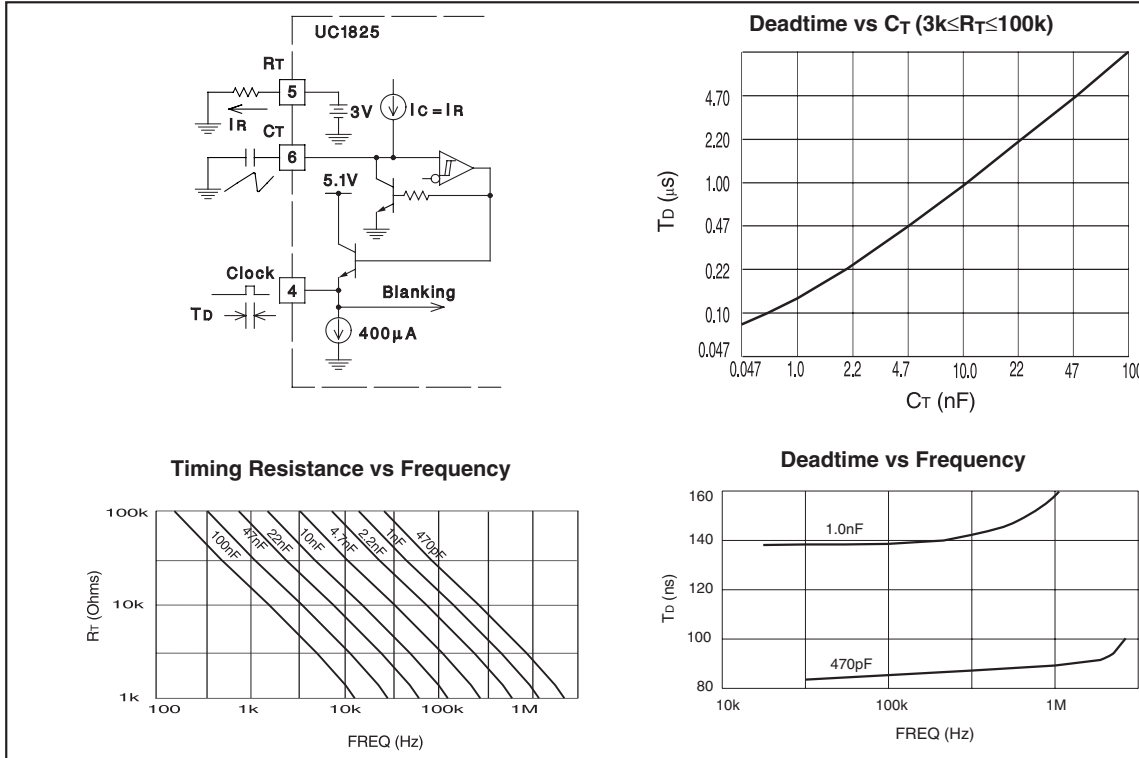 UC1825
RT
5
IR
3V
IC=IR
CT
6
5.1V
Clock
4
Blanking
TD
400µA
Deadtime vs CT (3k≤RT≤100k)
TD (µs)
4.70
2.20
1.00
0.47
0.22
0.10
0.047
0.047 1.0 2.2 4.7 10.0 22 47 100
CT (nF)
Timing Resistance vs Frequency
RT (Ohms)
100k
10k
1k
100nF 47nF 22nF 10nF 4.7nF 2.2nF 1nF 470pF
100 1k 10k 100k 1M
FREQ (Hz)
Deadtime vs Frequency
TD (ns)
160
140
120
100
80
1.0nF
470pF
10k 100k 1M
FREQ (Hz)